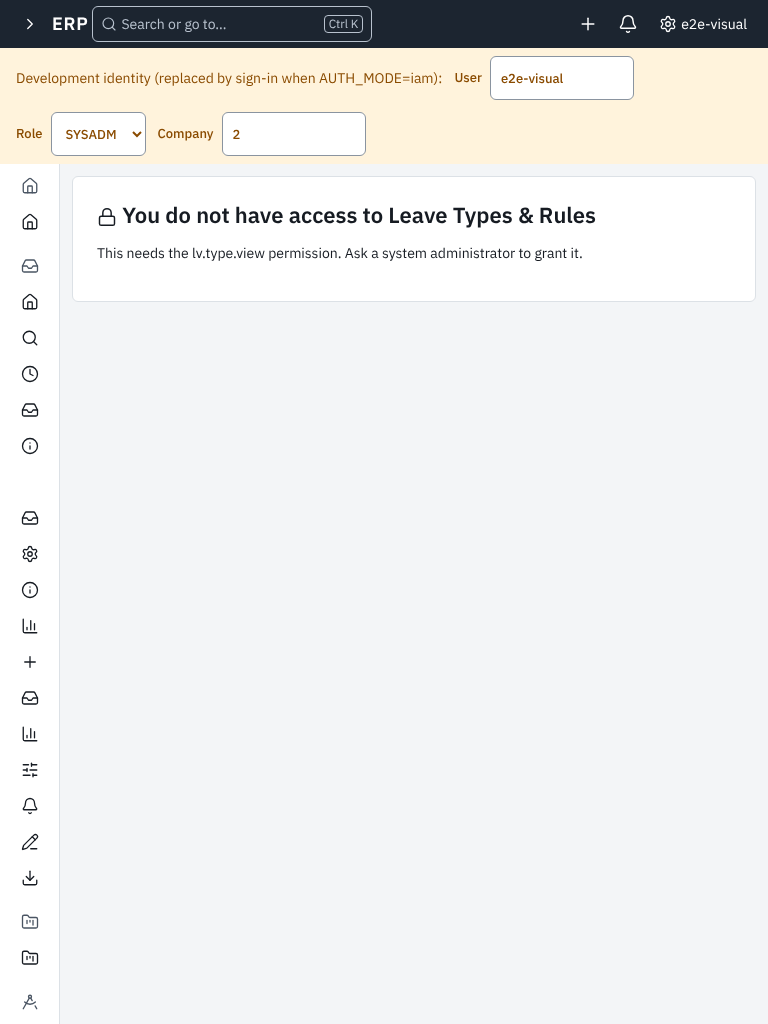 ERP Search or go to... Ctrl K e2e-visual
Development identity (replaced by sign-in when AUTH_MODE=iam): User e2e-visual
Role SYSADM Company 2
You do not have access to Leave Types & Rules
This needs the lv.type.view permission. Ask a system administrator to grant it.